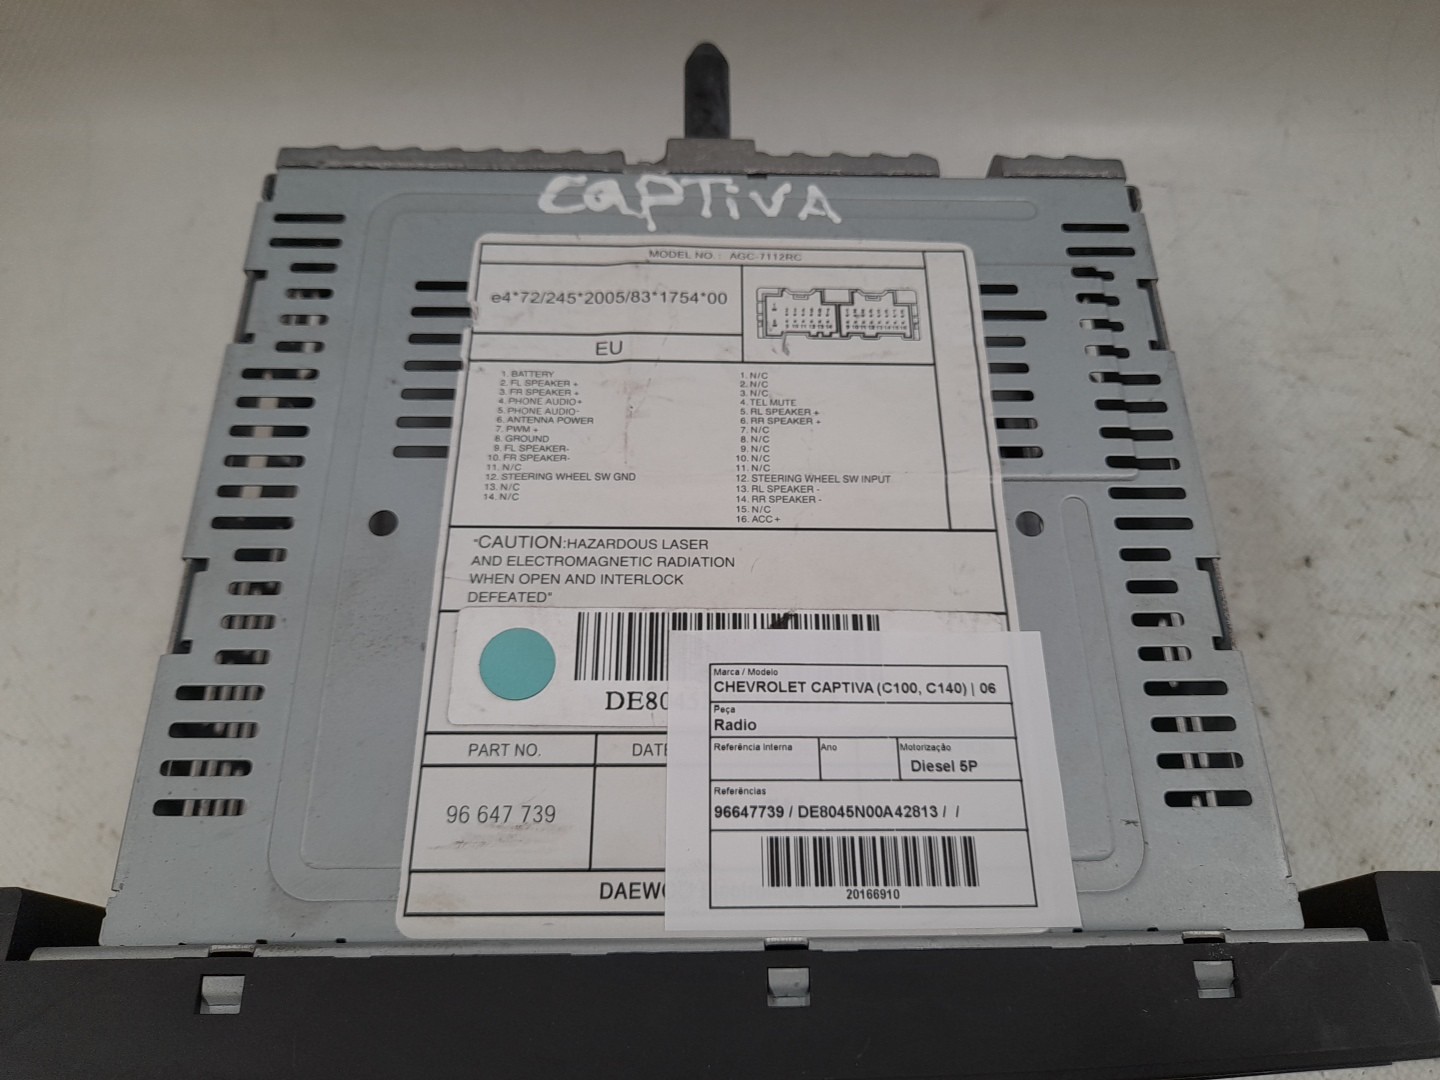 CAPTIVA
MODEL NO. : AGC-7112RC
e4*72/245*2005/83*1754*00
EU
1. BATTERY
2. FL SPEAKER +
3. FR SPEAKER +
4. PHONE AUDIO+
5. PHONE AUDIO-
6. ANTENNA POWER
7. PWM +
8. GROUND
9. FL SPEAKER-
10. FR SPEAKER-
11. N/C
12. STEERING WHEEL SW GND
13. N/C
14. N/C
1. N/C
2. N/C
3. N/C
4. TEL MUTE
5. RL SPEAKER +
6. RR SPEAKER +
7. N/C
8. N/C
9. N/C
10. N/C
11. N/C
12. STEERING WHEEL SW INPUT
13. RL SPEAKER -
14. RR SPEAKER -
15. N/C
16. ACC +
"CAUTION:HAZARDOUS LASER
AND ELECTROMAGNETIC RADIATION
WHEN OPEN AND INTERLOCK
DEFEATED"
DE80
PART NO.
DATE
96 647 739
DAEWO
Marca / Modelo
CHEVROLET CAPTIVA (C100, C140) | 06
Peça
Radio
Referência Interna
Ano
Motorização
Diesel 5P
Referências
96647739 / DE8045N00A42813 / /
20166910